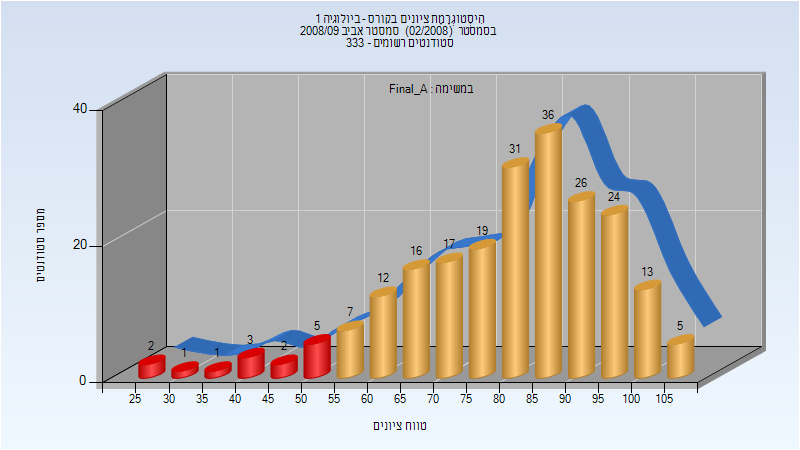 היסטוגרמת ציונים בקורס - ביולוגיה 1
בסמסטר (02/2008) סמסטר אביב 2008/09
סטודנטים רשומים - 333
במשימה : Final_A
מספר סטודנטים
40
20
0
2 1 1 3 2 5 7 12 16 17 19 31 36 26 24 13 5
25 30 35 40 45 50 55 60 65 70 75 80 85 90 95 100 105
טווח ציונים